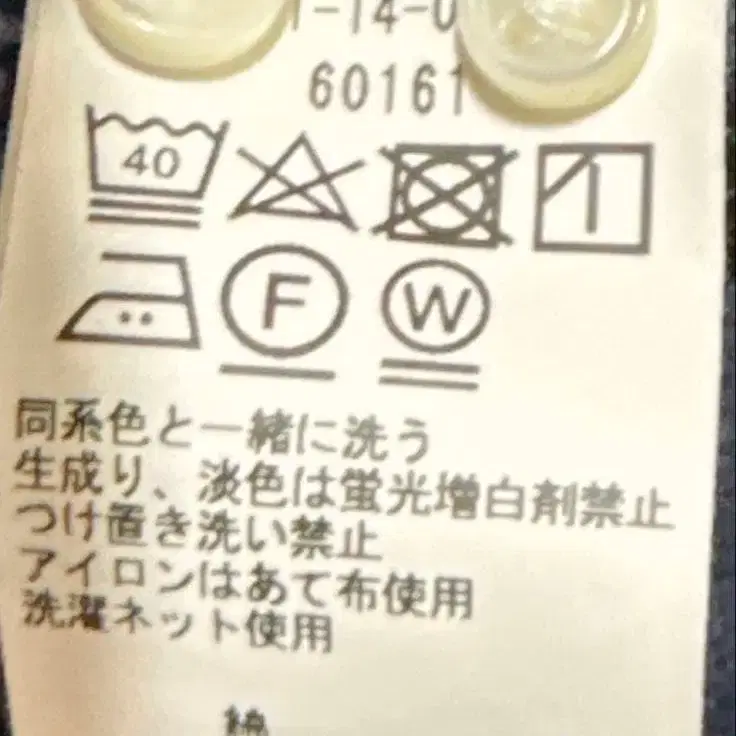 60161
40
F W
同系色と一緒に洗う
生成り、淡色は蛍光増白剤禁止
つけ置き洗い禁止
アイロンはあて布使用
洗濯ネット使用
綿